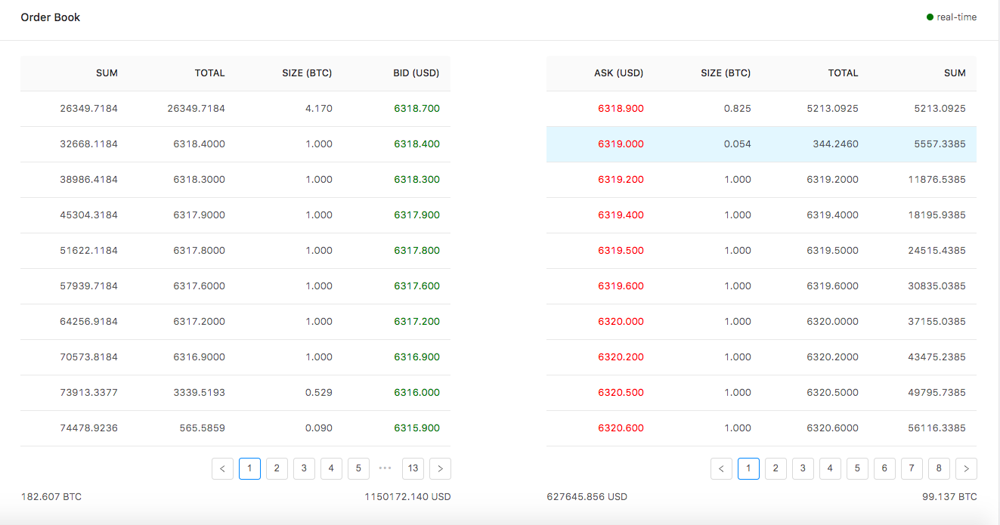 Order Book real-time
SUM TOTAL SIZE (BTC) BID (USD) ASK (USD) SIZE (BTC) TOTAL SUM
26349.7184 26349.7184 4.170 6318.700 6318.900 0.825 5213.0925 5213.0925
32668.1184 6318.4000 1.000 6318.400 6319.000 0.054 344.2460 5557.3385
38986.4184 6318.3000 1.000 6318.300 6319.200 1.000 6319.2000 11876.5385
45304.3184 6317.9000 1.000 6317.900 6319.400 1.000 6319.4000 18195.9385
51622.1184 6317.8000 1.000 6317.800 6319.500 1.000 6319.5000 24515.4385
57939.7184 6317.6000 1.000 6317.600 6319.600 1.000 6319.6000 30835.0385
64256.9184 6317.2000 1.000 6317.200 6320.000 1.000 6320.0000 37155.0385
70573.8184 6316.9000 1.000 6316.900 6320.200 1.000 6320.2000 43475.2385
73913.3377 3339.5193 0.529 6316.000 6320.500 1.000 6320.5000 49795.7385
74478.9236 565.5859 0.090 6315.900 6320.600 1.000 6320.6000 56116.3385
< 1 2 3 4 5 ••• 13 > < 1 2 3 4 5 6 7 8 >
182.607 BTC 1150172.140 USD 627645.856 USD 99.137 BTC